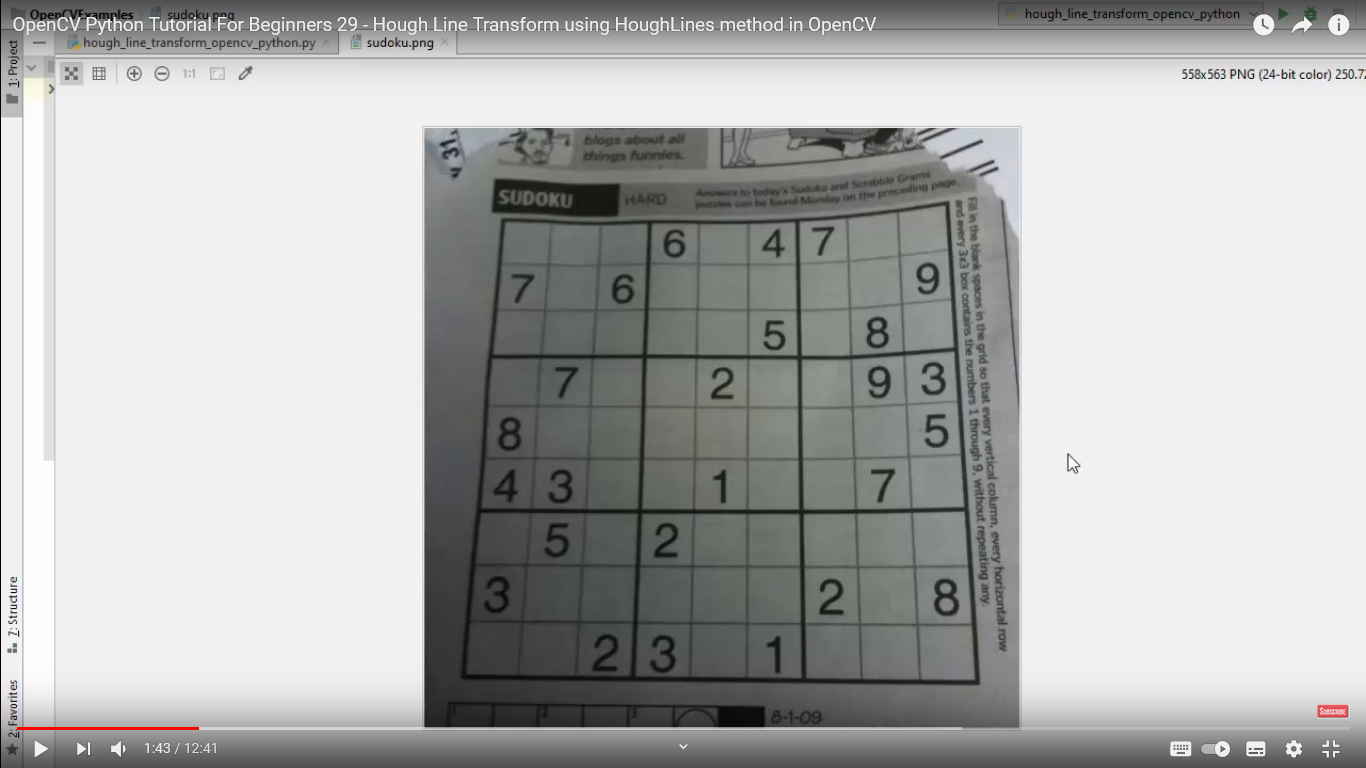 OpenCVExamples sudoku.png
OpenCV Python Tutorial For Beginners 29 - Hough Line Transform using HoughLines method in OpenCV
hough_line_transform_opencv_python
hough_line_transform_opencv_python.py
sudoku.png
1: Project
1:1
558x563 PNG (24-bit color) 250.72
31
blogs about all
things funnies.
SUDOKU
HARD
Answers to today's Sudoku and Scrabble Grams
puzzles can be found Monday on the preceding page.
Fill in the blank spaces in the grid so that every vertical column, every horizontal row
and every 3x3 box contains the numbers 1 through 9, without repeating any.
6 4 7
7 6 9
5 8
7 2 9 3
8 5
4 3 1 7
5 2
3 2 8
2 3 1
1 2 3
8-1-09
7: Structure
2: Favorites
SUBSCRIBE
1:43 / 12:41